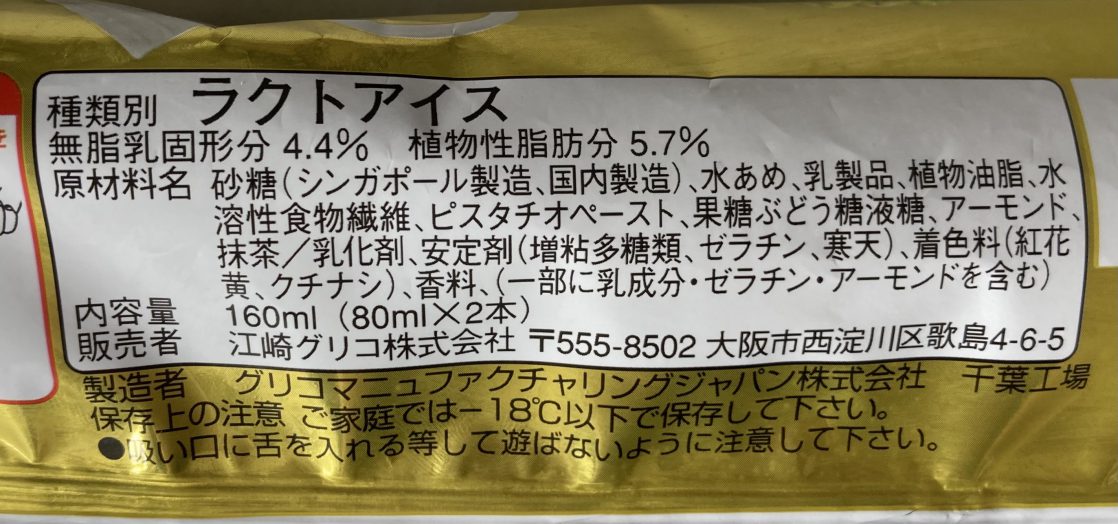 種類別 ラクトアイス
無脂乳固形分 4.4% 植物性脂肪分 5.7%
原材料名 砂糖(シンガポール製造、国内製造)、水あめ、乳製品、植物油脂、水
溶性食物繊維、ピスタチオペースト、果糖ぶどう糖液糖、アーモンド、
抹茶/乳化剤、安定剤(増粘多糖類、ゼラチン、寒天)、着色料(紅花
黄、クチナシ)、香料、(一部に乳成分・ゼラチン・アーモンドを含む)
内容量 160ml(80ml×2本)
販売者 江崎グリコ株式会社 〒555-8502 大阪市西淀川区歌島4-6-5
製造者 グリコマニュファクチャリングジャパン株式会社 千葉工場
保存上の注意 ご家庭では−18℃以下で保存して下さい。
●吸い口に舌を入れる等して遊ばないように注意して下さい。